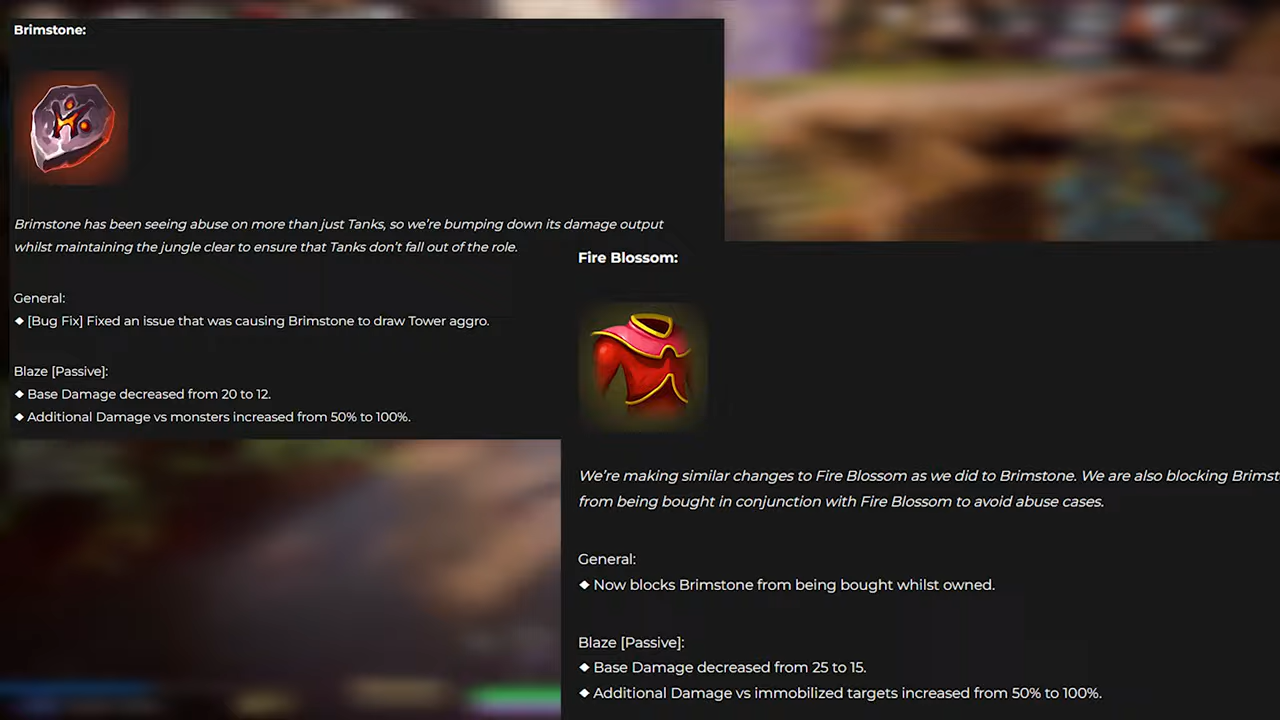 Brimstone:
Brimstone has been seeing abuse on more than just Tanks, so we're bumping down its damage output
whilst maintaining the jungle clear to ensure that Tanks don't fall out of the role.
General:
◆ [Bug Fix] Fixed an issue that was causing Brimstone to draw Tower aggro.
Blaze [Passive]:
◆ Base Damage decreased from 20 to 12.
◆ Additional Damage vs monsters increased from 50% to 100%.
Fire Blossom:
We're making similar changes to Fire Blossom as we did to Brimstone. We are also blocking Brimst
from being bought in conjunction with Fire Blossom to avoid abuse cases.
General:
◆ Now blocks Brimstone from being bought whilst owned.
Blaze [Passive]:
◆ Base Damage decreased from 25 to 15.
◆ Additional Damage vs immobilized targets increased from 50% to 100%.